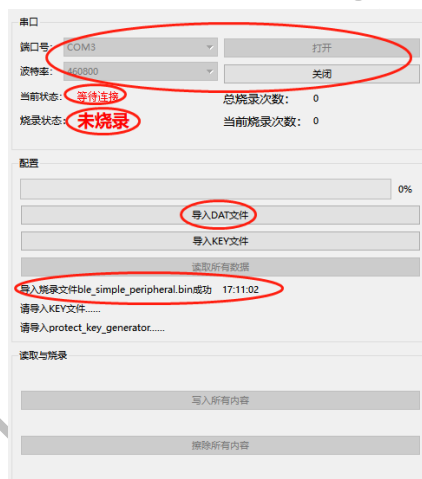 串口
端口号: COM3 打开
波特率: 460800 关闭
当前状态: 等待连接 总烧录次数: 0
烧录状态: 未烧录 当前烧录次数: 0
配置
0%
导入DAT文件
导入KEY文件
读取所有数据
导入烧录文件ble_simple_peripheral.bin成功 17:11:02
请导入KEY文件......
请导入protect_key_generator......
读取与烧录
写入所有内容
擦除所有内容